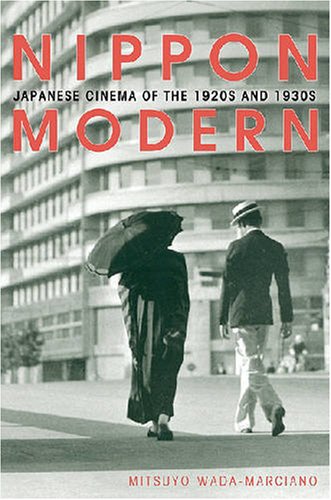 NIPPON
JAPANESE CINEMA OF THE 1920S AND 1930S
MODERN
MITSUYO WADA-MARCIANO